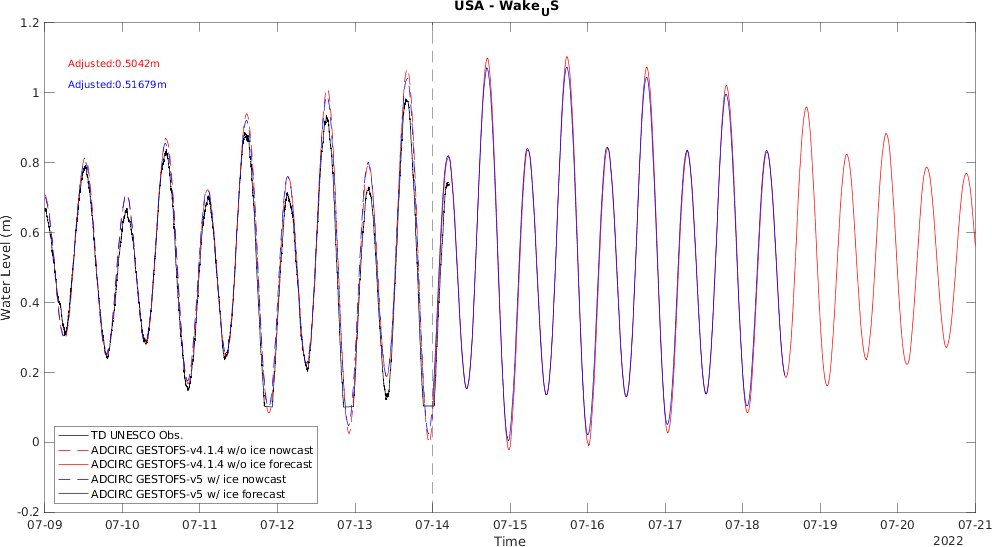 USA - Wake_US
Adjusted:0.5042m
Adjusted:0.51679m
Water Level (m)
1.2
1
0.8
0.6
0.4
0.2
0
-0.2
TD UNESCO Obs.
ADCIRC GESTOFS-v4.1.4 w/o ice nowcast
ADCIRC GESTOFS-v4.1.4 w/o ice forecast
ADCIRC GESTOFS-v5 w/ ice nowcast
ADCIRC GESTOFS-v5 w/ ice forecast
07-09 07-10 07-11 07-12 07-13 07-14 07-15 07-16 07-17 07-18 07-19 07-20 07-21
Time
2022